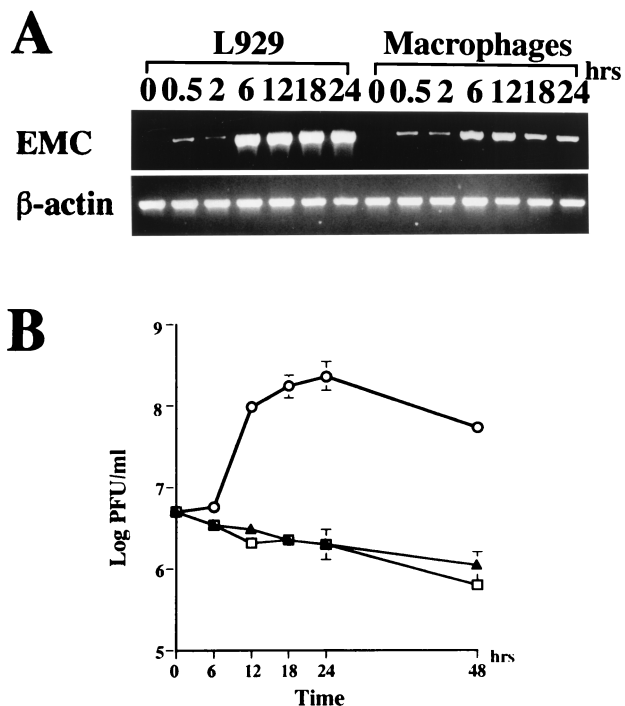 A
L929 Macrophages
0 0.5 2 6 12 18 24 0 0.5 2 6 12 18 24 hrs
EMC
β-actin
B
9
8
7
6
5
Log PFU/ml
0 6 12 18 24 48 hrs
Time